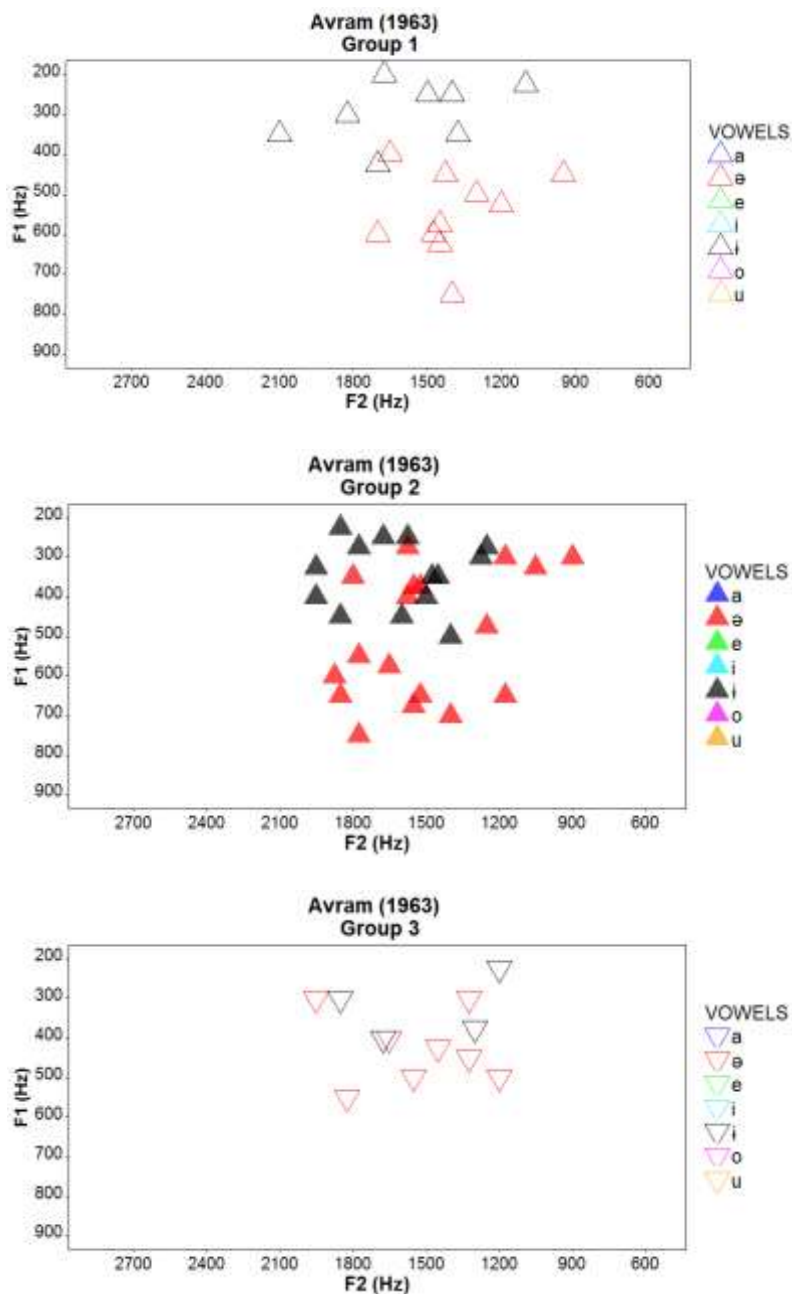 Avram (1963)
Group 1
200
300
400
500
600
700
800
900
F1 (Hz)
2700 2400 2100 1800 1500 1200 900 600
F2 (Hz)
VOWELS
a
ə
e
i
ɨ
o
u
Avram (1963)
Group 2
200
300
400
500
600
700
800
900
F1 (Hz)
2700 2400 2100 1800 1500 1200 900 600
F2 (Hz)
VOWELS
a
ə
e
i
ɨ
o
u
Avram (1963)
Group 3
200
300
400
500
600
700
800
900
F1 (Hz)
2700 2400 2100 1800 1500 1200 900 600
F2 (Hz)
VOWELS
a
ə
e
i
ɨ
o
u